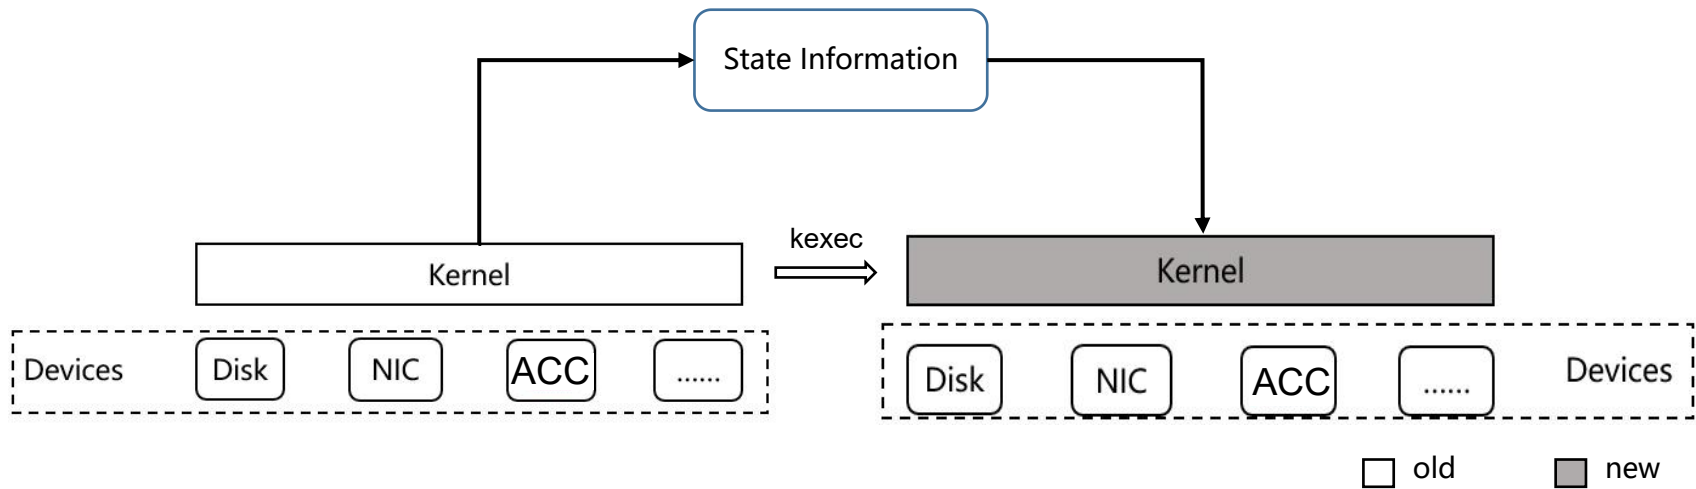 State Information
kexec
Kernel
Kernel
Devices
Disk
NIC
ACC
......
Disk
NIC
ACC
......
Devices
old
new